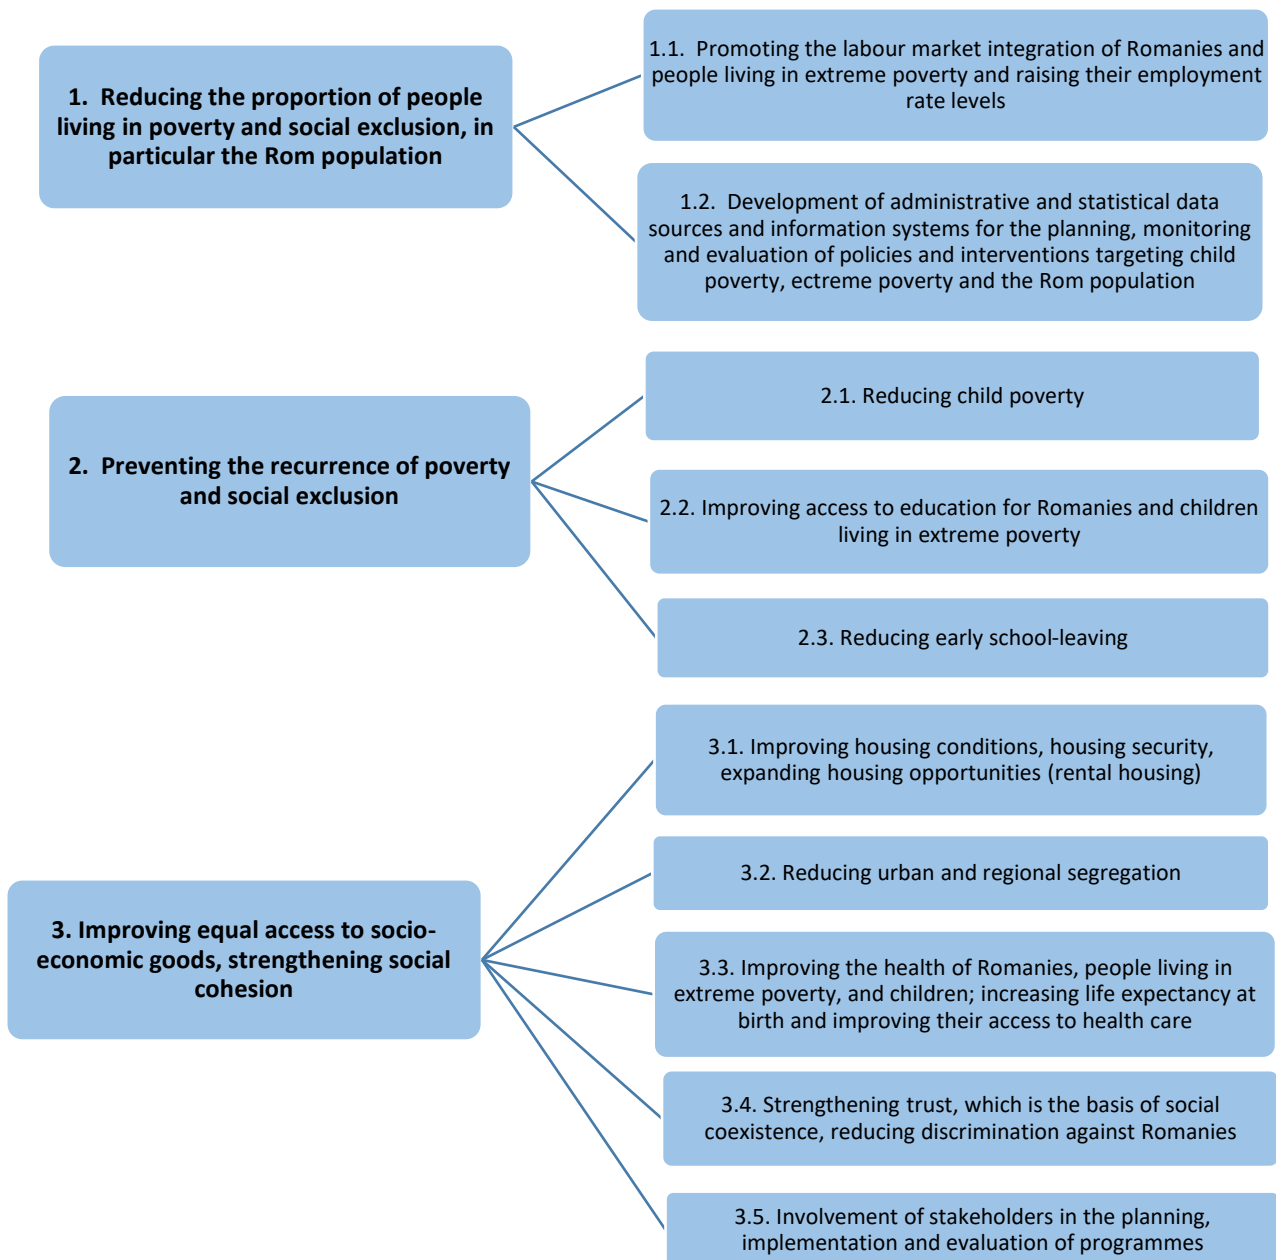 1. Reducing the proportion of people
living in poverty and social exclusion, in
particular the Rom population
1.1. Promoting the labour market integration of Romanies and
people living in extreme poverty and raising their employment
rate levels
1.2. Development of administrative and statistical data
sources and information systems for the planning, monitoring
and evaluation of policies and interventions targeting child
poverty, ectreme poverty and the Rom population
2. Preventing the recurrence of poverty
and social exclusion
2.1. Reducing child poverty
2.2. Improving access to education for Romanies and children
living in extreme poverty
2.3. Reducing early school-leaving
3. Improving equal access to socio-
economic goods, strengthening social
cohesion
3.1. Improving housing conditions, housing security,
expanding housing opportunities (rental housing)
3.2. Reducing urban and regional segregation
3.3. Improving the health of Romanies, people living in
extreme poverty, and children; increasing life expectancy at
birth and improving their access to health care
3.4. Strengthening trust, which is the basis of social
coexistence, reducing discrimination against Romanies
3.5. Involvement of stakeholders in the planning,
implementation and evaluation of programmes